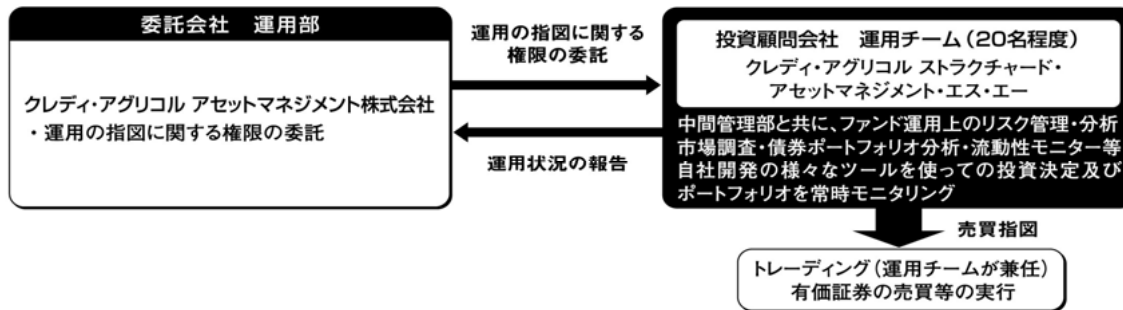 委託会社　運用部
クレディ・アグリコル アセットマネジメント株式会社
・運用の指図に関する権限の委託
運用の指図に関する
権限の委託
運用状況の報告
投資顧問会社　運用チーム（20名程度）
クレディ・アグリコル ストラクチャード・
アセットマネジメント・エス・エー
中間管理部と共に、ファンド運用上のリスク管理・分析
市場調査・債券ポートフォリオ分析・流動性モニター等
自社開発の様々なツールを使っての投資決定及び
ポートフォリオを常時モニタリング
売買指図
トレーディング（運用チームが兼任）
有価証券の売買等の実行